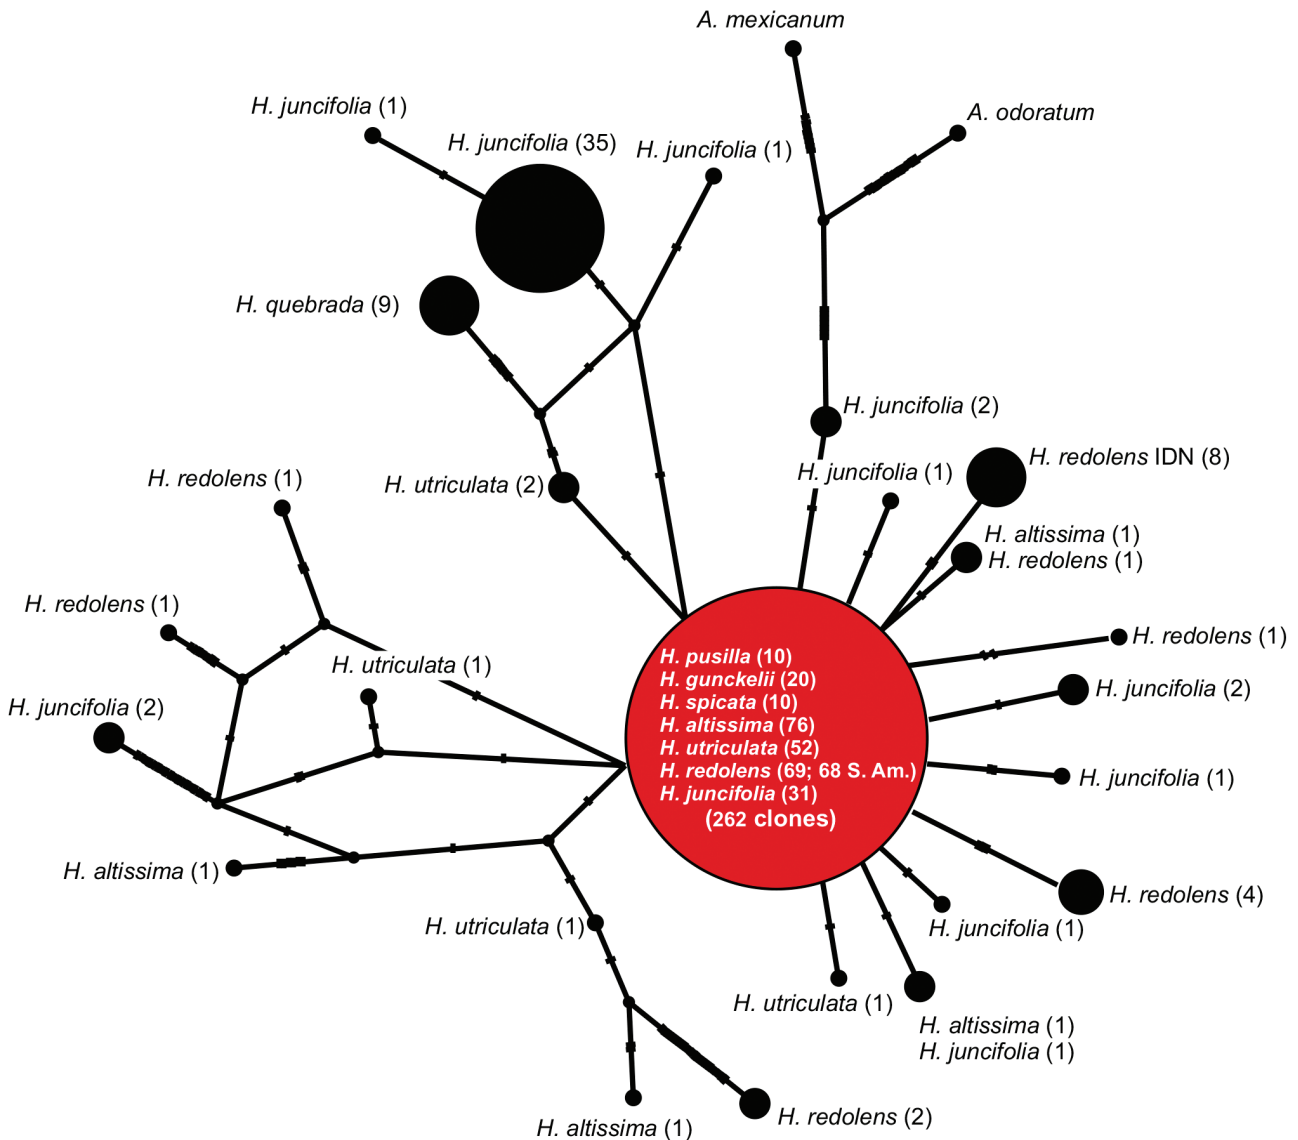 A. mexicanum
H. juncifolia (1)
A. odoratum
H. juncifolia (35)
H. juncifolia (1)
H. quebrada (9)
H. juncifolia (2)
H. redolens IDN (8)
H. juncifolia (1)
H. redolens (1)
H. utriculata (2)
H. altissima (1)
H. redolens (1)
H. redolens (1)
H. redolens (1)
H. utriculata (1)
H. pusilla (10)
H. gunckelii (20)
H. spicata (10)
H. altissima (76)
H. utriculata (52)
H. redolens (69; 68 S. Am.)
H. juncifolia (31)
(262 clones)
H. juncifolia (2)
H. juncifolia (2)
H. juncifolia (1)
H. altissima (1)
H. redolens (4)
H. utriculata (1)
H. juncifolia (1)
H. utriculata (1)
H. altissima (1)
H. juncifolia (1)
H. redolens (2)
H. altissima (1)